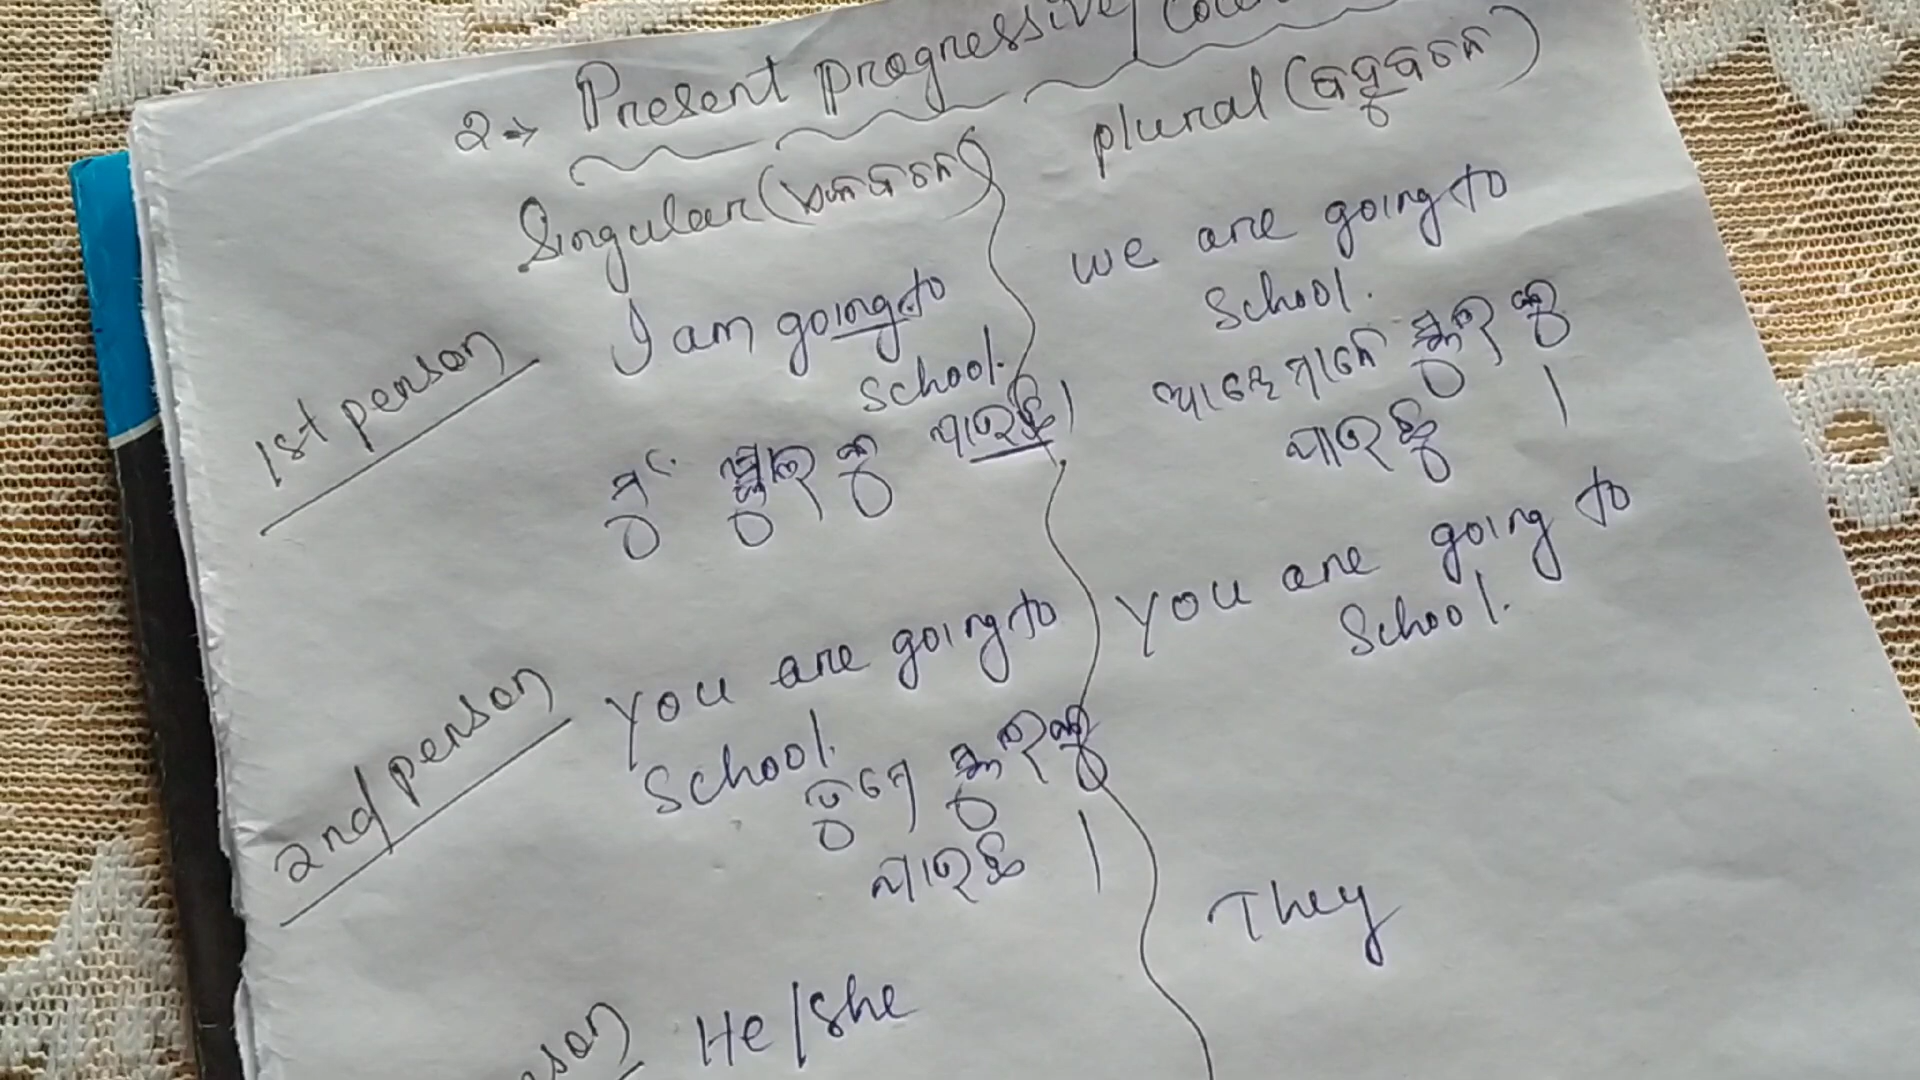 2→ Present progressive/
Singular (ଏକବଚନ)
plural (ବହୁବଚନ)
1st person
I am going to
School.
ମୁଁ ସ୍କୁଲକୁ ଯାଉଛି।
we are going to
School.
ଆମେମାନେ ସ୍କୁଲକୁ
ଯାଉଛୁ ।
2nd person
you are going to
School.
ତୁମେ ସ୍କୁଲକୁ
ଯାଉଛ ।
you are going to
School.
He/She
They